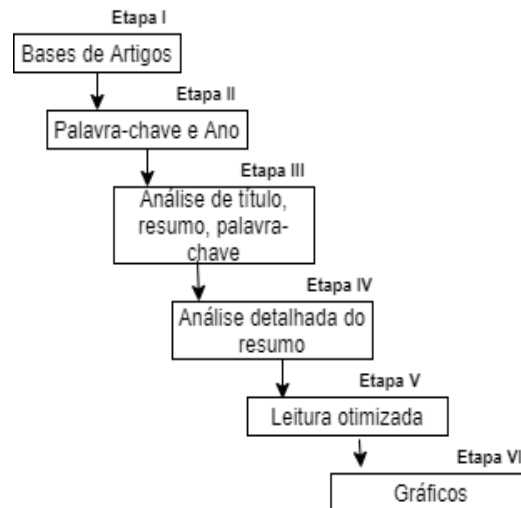 Etapa I
Bases de Artigos
Etapa II
Palavra-chave e Ano
Etapa III
Análise de título,
resumo, palavra-
chave
Etapa IV
Análise detalhada do
resumo
Etapa V
Leitura otimizada
Etapa VI
Gráficos